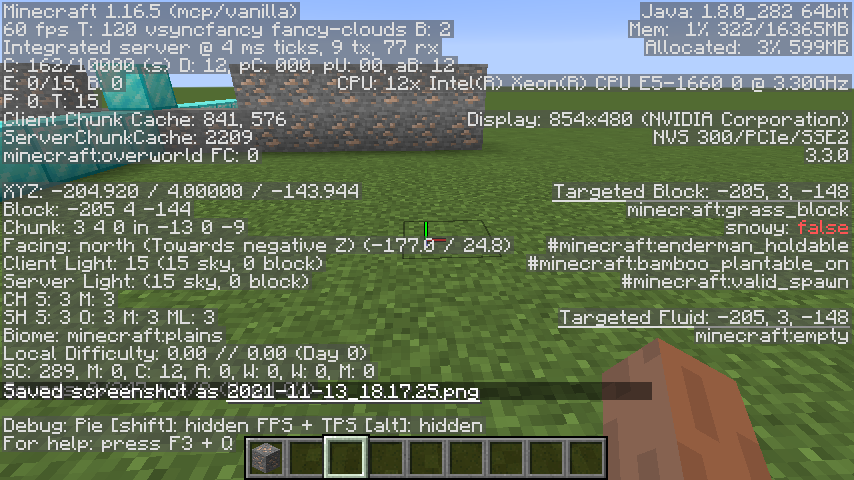 Minecraft 1.16.5 (mcp/vanilla)
60 fps T: 120 vsyncfancy fancy-clouds B: 2
Integrated server @ 4 ms ticks, 9 tx, 77 rx
C: 162/10000 (s) D: 12, pC: 000, pU: 00, aB: 12
E: 0/15, B: 0
P: 0. T: 15
Client Chunk Cache: 841, 576
ServerChunkCache: 2209
minecraft:overworld FC: 0
XYZ: -204.920 / 4.00000 / -143.944
Block: -205 4 -144
Chunk: 3 4 0 in -13 0 -9
Facing: north (Towards negative Z) (-177.0 / 24.8)
Client Light: 15 (15 sky, 0 block)
Server Light: 15 (15 sky, 0 block)
CH S: 3 M: 3
SH S: 3 O: 3 M: 3 ML: 3
Biome: minecraft:plains
Local Difficulty: 0.00 // 0.00 (Day 0)
SC: 289, M: 0, C: 12, A: 0, W: 0, W: 0, M: 0
Saved screenshot as 2021-11-13_18.17.25.png
Debug: Pie [shift]: hidden FPS + TPS [alt]: hidden
For help: press F3 + Q
Java: 1.8.0_282 64bit
Mem: 1% 322/16365MB
Allocated: 3% 599MB
CPU: 12x Intel(R) Xeon(R) CPU E5-1660 0 @ 3.30GHz
Display: 854x480 (NVIDIA Corporation)
NVS 300/PCIe/SSE2
3.3.0
Targeted Block: -205, 3, -148
minecraft:grass_block
snowy: false
#minecraft:enderman_holdable
#minecraft:bamboo_plantable_on
#minecraft:valid_spawn
Targeted Fluid: -205, 3, -148
minecraft:empty